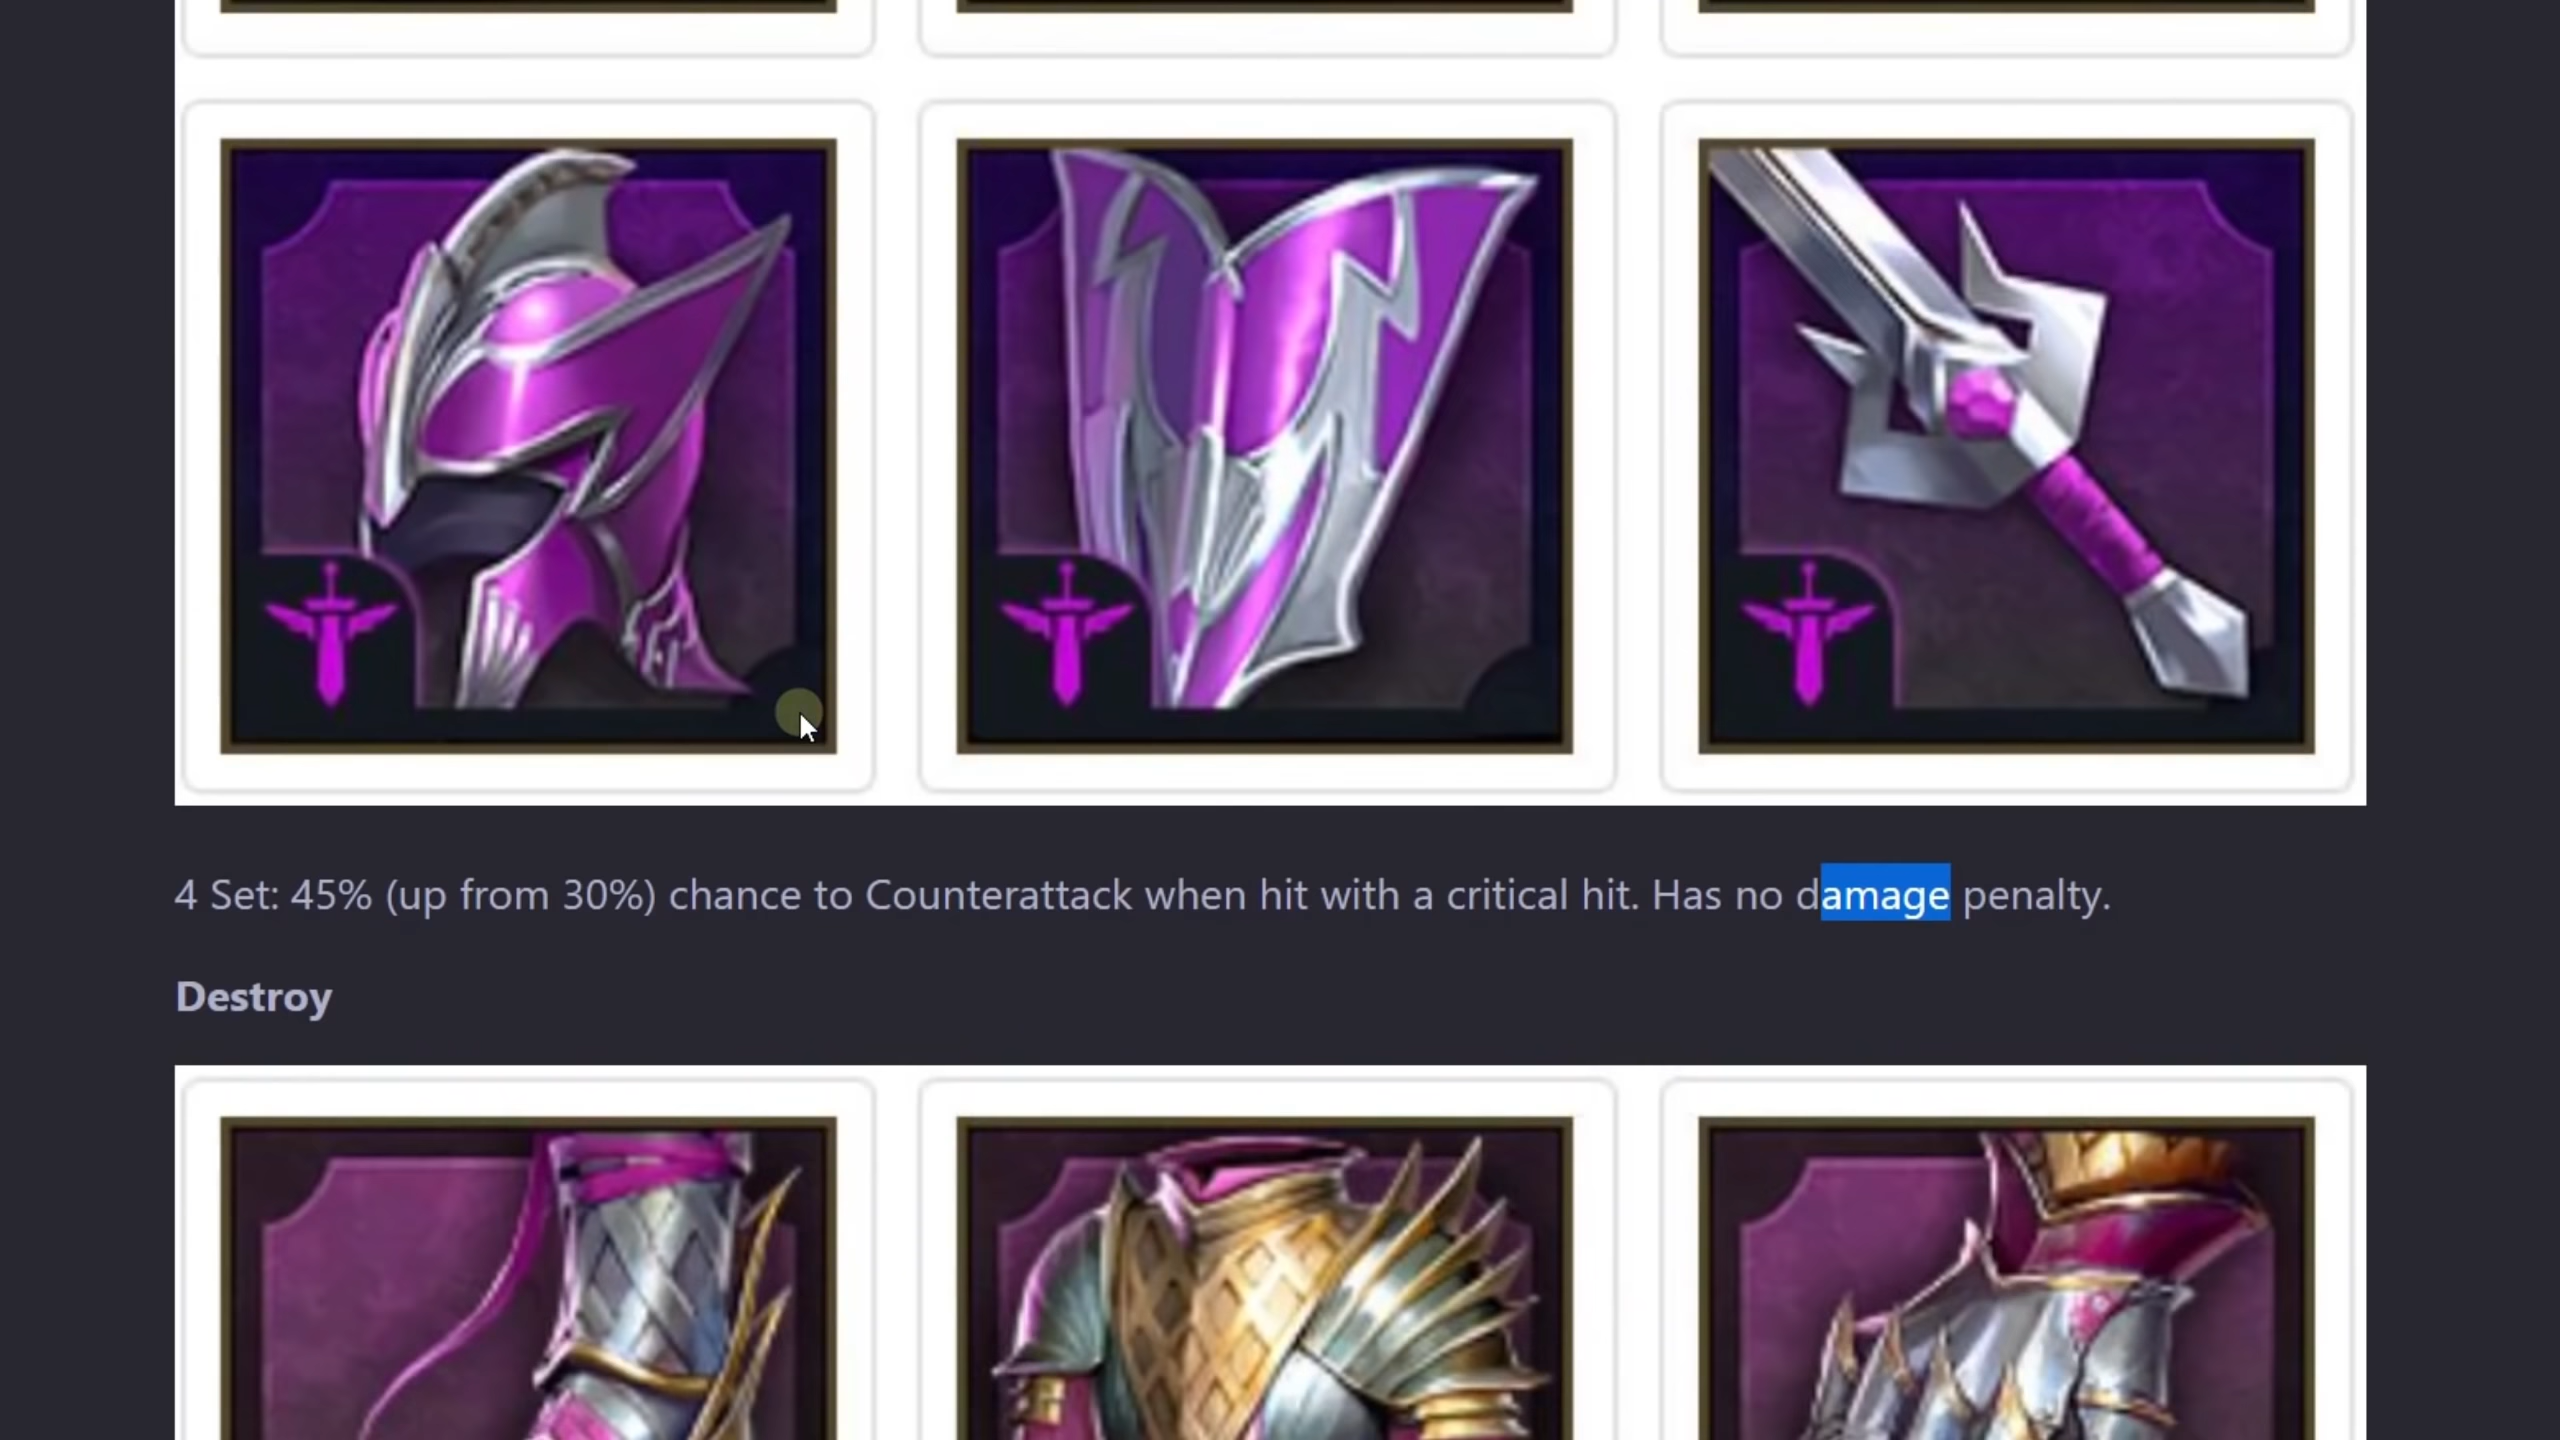 4 Set: 45% (up from 30%) chance to Counterattack when hit with a critical hit. Has no damage penalty.
Destroy